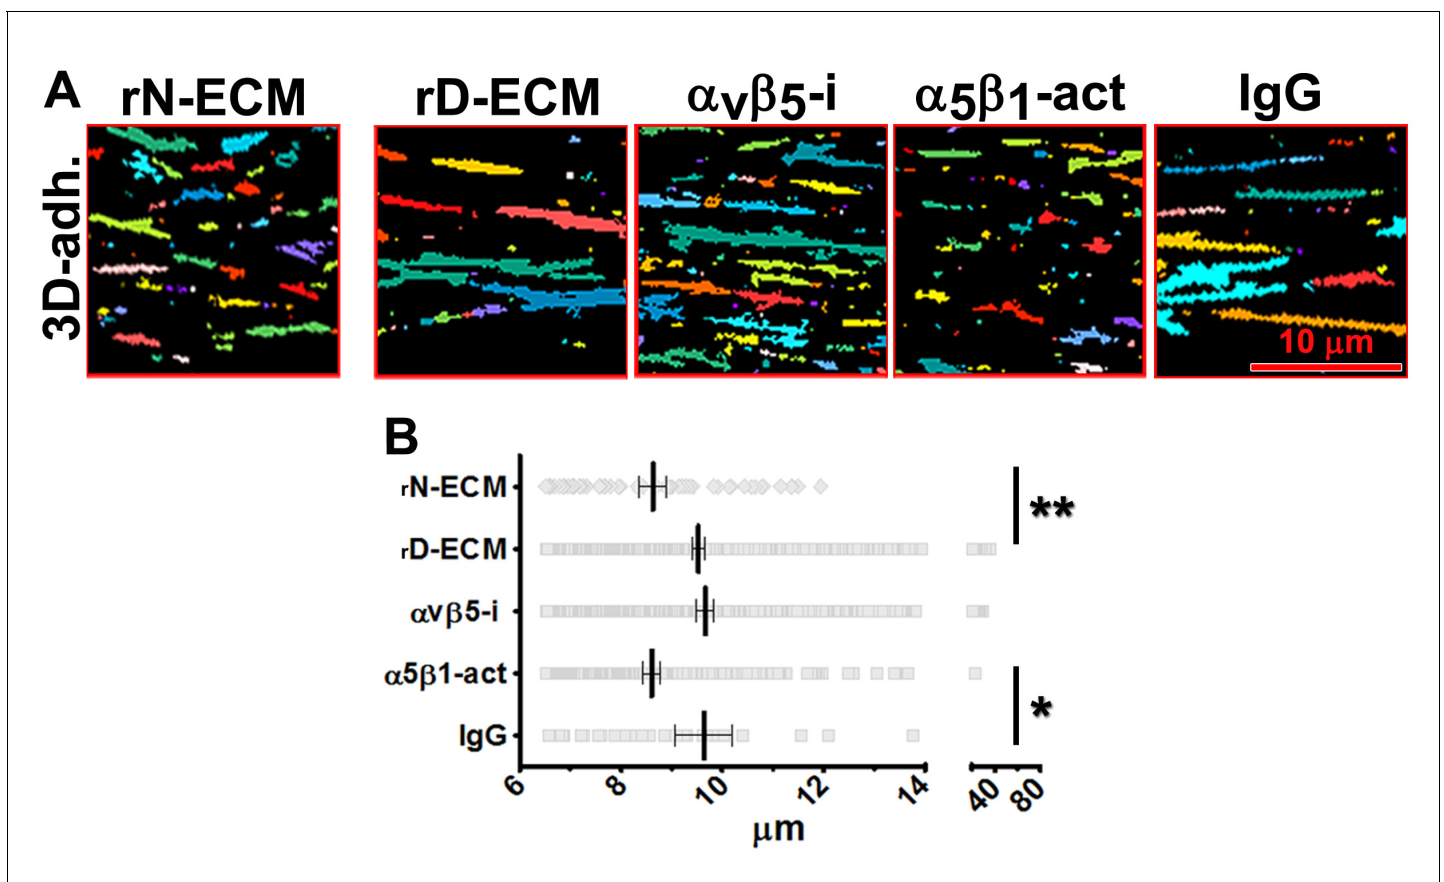 A
rN-ECM rD-ECM αvβ5-i α5β1-act IgG
3D-adh.
10 μm
B
rN-ECM
**
rD-ECM
αvβ5-i
α5β1-act
*
IgG
6 8 10 12 14 40 80
μm